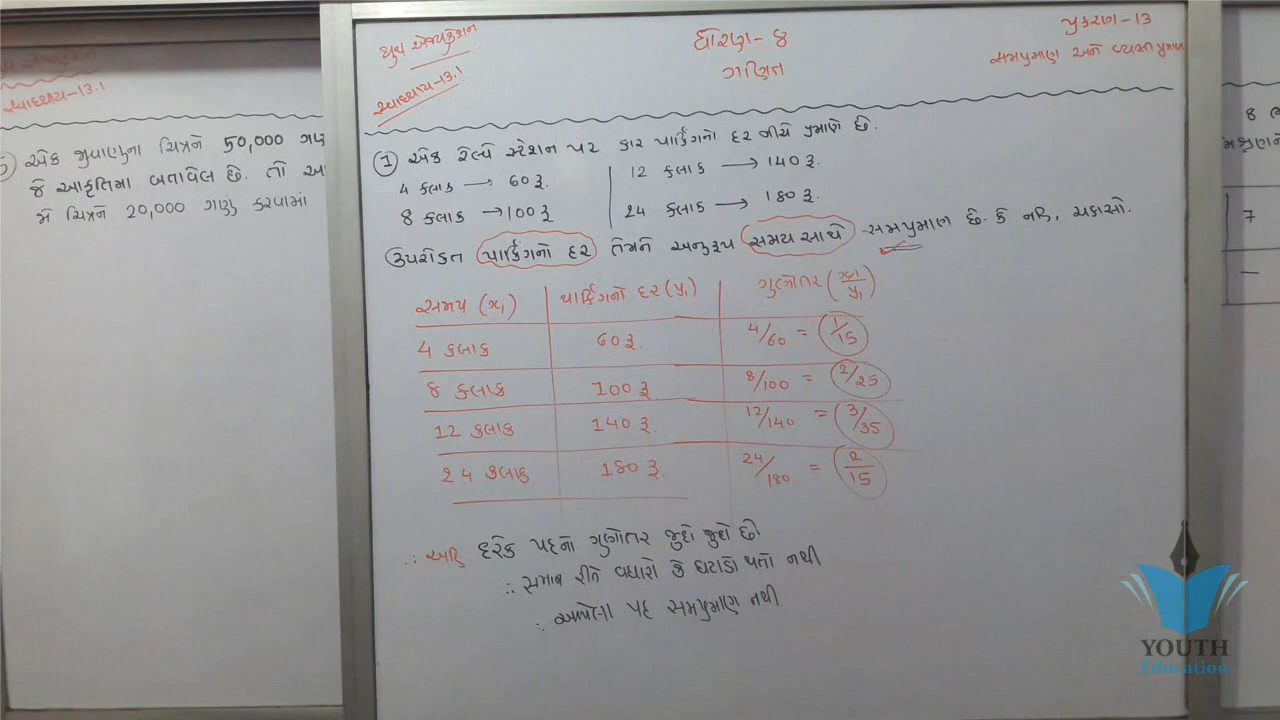 યુથ એજ્યુકેશન
સ્વાધ્યાય-13.1
ધોરણ - ૪
ગણિત
પ્રકરણ-13
સમપ્રમાણ અને વ્યસ્ત પ્રમાણ
① એક રેલ્વે સ્ટેશન પર કાર પાર્કિંગનો દર નીચે પ્રમાણે છે.
4 કલાક → 60 રૂ. 12 કલાક → 140 રૂ.
8 કલાક → 100 રૂ 24 કલાક → 180 રૂ.
ઉપરોક્ત પાર્કિંગનો દર તેમને અનુરૂપ સમય સાથે સમપ્રમાણ છે. કે નહિ, ચકાસો.
સમય (x₁) પાર્કિંગનો દર (y₁) ગુણોતર (x₁/y₁)
4 કલાક 60 રૂ. 4/60 = 1/15
8 કલાક 100 રૂ. 8/100 = 2/25
12 કલાક 140 રૂ. 12/140 = 3/35
24 કલાક 180 રૂ. 24/180 = 2/15
∴ અહિ દરેક પદનો ગુણોતર જુદો જુદો છે
∴ સમાન રીતે વધારો કે ઘટાડો થતો નથી
∴ આપેલા પદ સમપ્રમાણ નથી.
સ્વાધ્યાય-13.1
એક જીવાણુના ચિત્રને 50,000 ગણ
જે આકૃતિમા બતાવેલ છે. તો આ
મે ચિત્રને 20,000 ગણુ કરવામાં
8
મિશ્રણન
7
–
YOUTH
Education